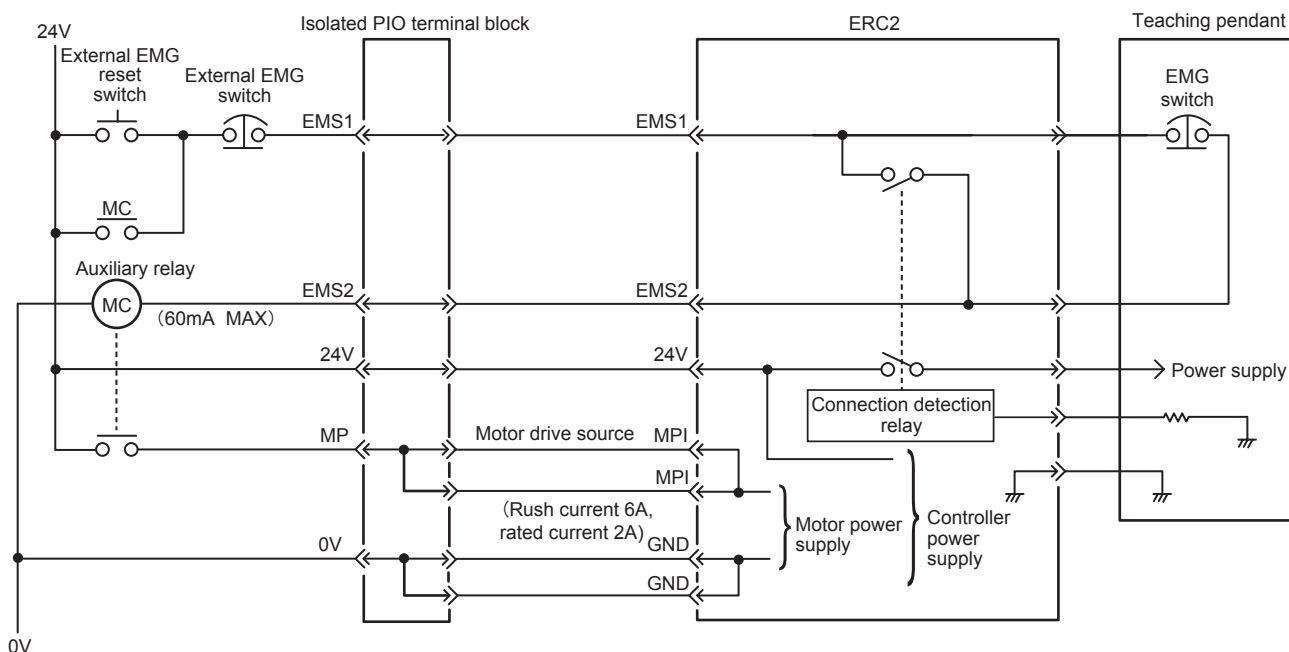 Isolated PIO terminal block
ERC2
Teaching pendant
24V
External EMG
reset
switch
External EMG
switch
EMG
switch
EMS1
EMS1
MC
Auxiliary relay
MC
(60mA MAX)
EMS2
EMS2
24V
24V
Power supply
Connection detection
relay
MP
Motor drive source
MPI
MPI
(Rush current 6A,
rated current 2A)
Motor power
supply
Controller
power
supply
0V
GND
GND
0V